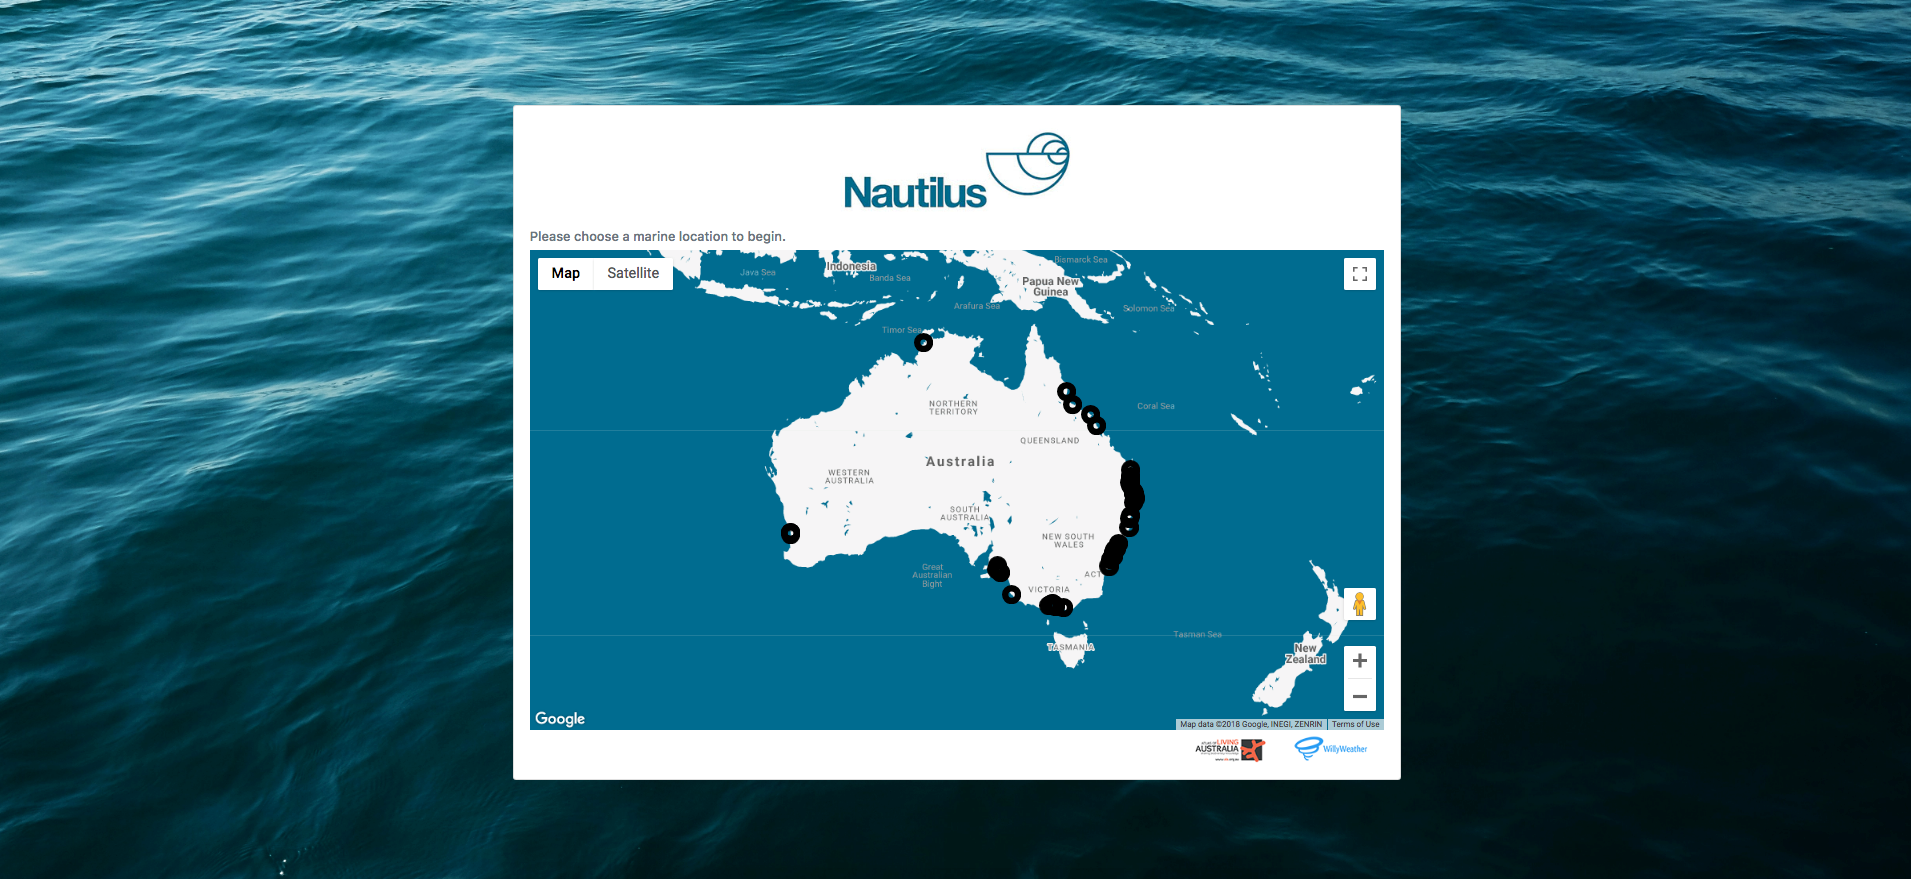 Nautilus
Please choose a marine location to begin.
Map
Satellite
Indonesia
Java Sea
Banda Sea
Bismarck Sea
Papua New
Guinea
Arafura Sea
Solomon Sea
Timor Sea
NORTHERN
TERRITORY
Coral Sea
QUEENSLAND
Australia
WESTERN
AUSTRALIA
SOUTH
AUSTRALIA
NEW SOUTH
WALES
Great
Australian
Bight
ACT
VICTORIA
Tasman Sea
TASMANIA
New
Zealand
Google
Map data ©2018 Google, INEGI, ZENRIN
Terms of Use
LIVING
AUSTRALIA
WillyWeather